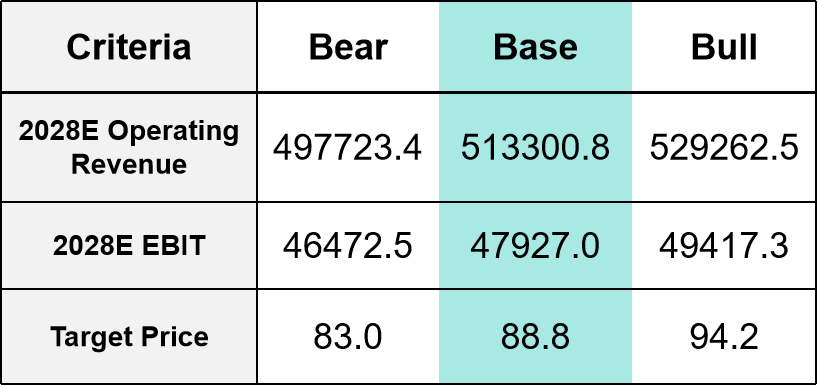 Criteria Bear Base Bull
2028E Operating
Revenue 497723.4 513300.8 529262.5
2028E EBIT 46472.5 47927.0 49417.3
Target Price 83.0 88.8 94.2